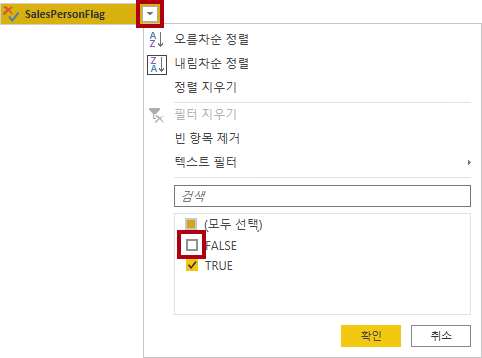 SalesPersonFlag
오름차순 정렬
내림차순 정렬
정렬 지우기
필터 지우기
빈 항목 제거
텍스트 필터
검색
(모두 선택)
FALSE
TRUE
확인 취소